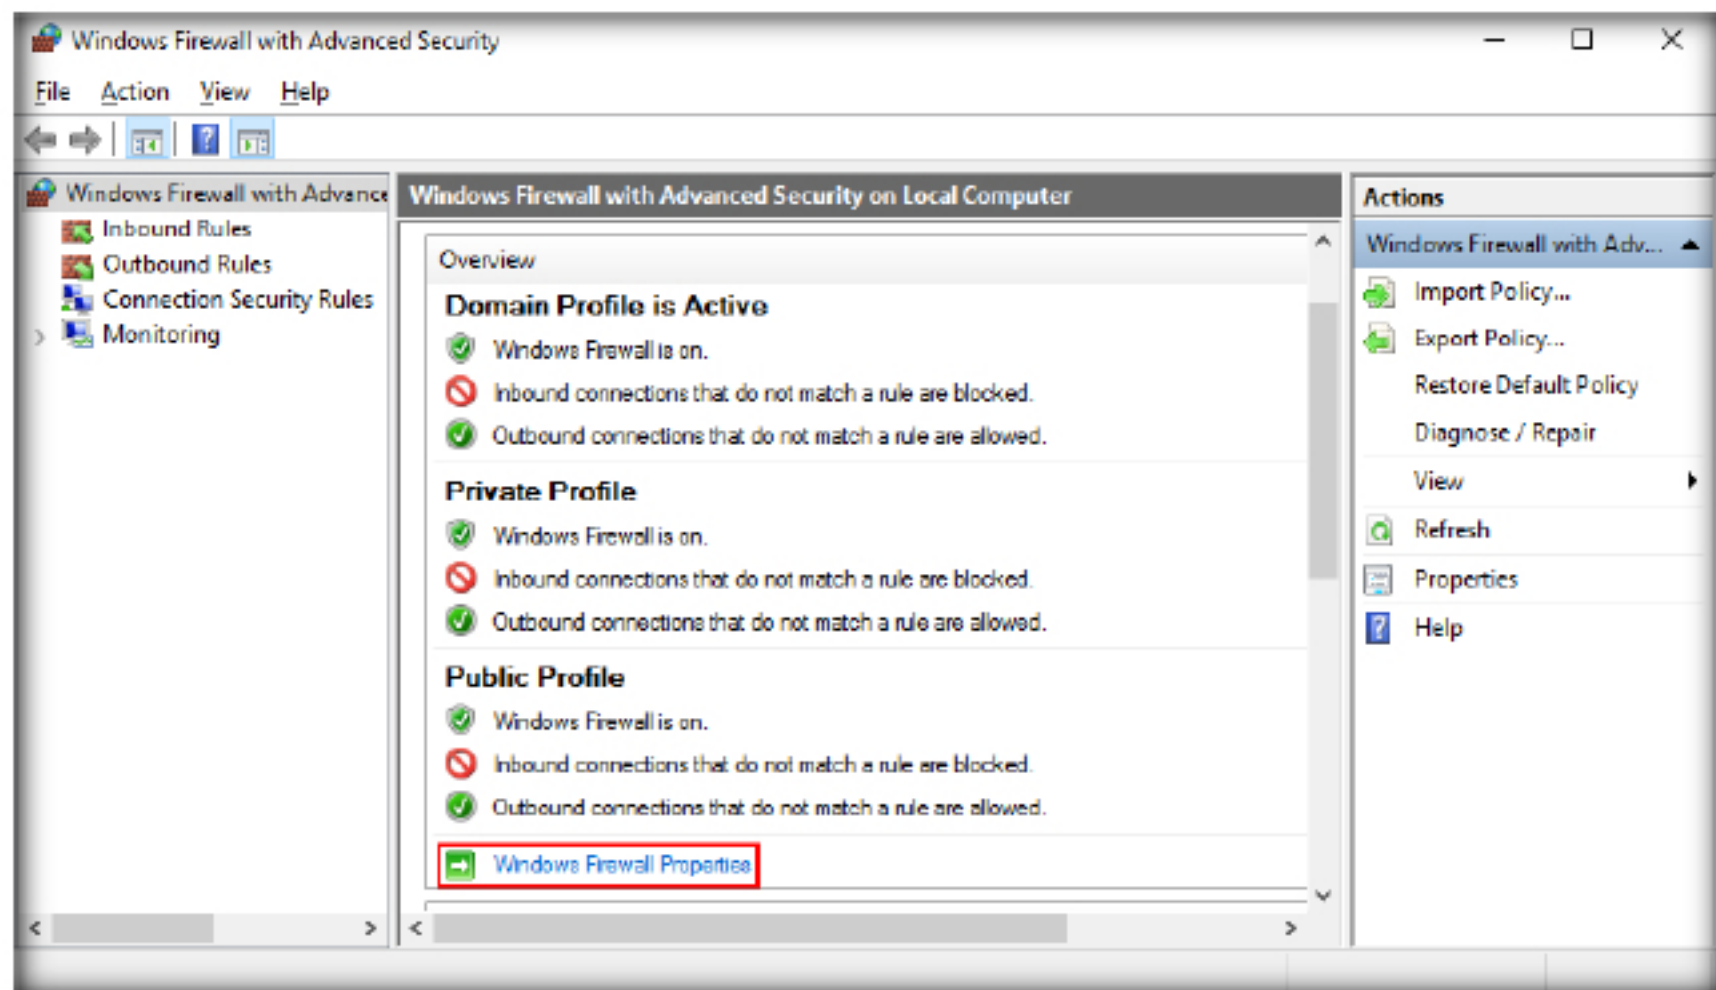 Windows Firewall with Advanced Security
File Action View Help
Windows Firewall with Advance
Inbound Rules
Outbound Rules
Connection Security Rules
Monitoring
Windows Firewall with Advanced Security on Local Computer
Overview
Domain Profile is Active
Windows Firewall is on.
Inbound connections that do not match a rule are blocked.
Outbound connections that do not match a rule are allowed.
Private Profile
Windows Firewall is on.
Inbound connections that do not match a rule are blocked.
Outbound connections that do not match a rule are allowed.
Public Profile
Windows Firewall is on.
Inbound connections that do not match a rule are blocked.
Outbound connections that do not match a rule are allowed.
Windows Firewall Properties
Actions
Windows Firewall with Adv...
Import Policy...
Export Policy...
Restore Default Policy
Diagnose / Repair
View
Refresh
Properties
Help